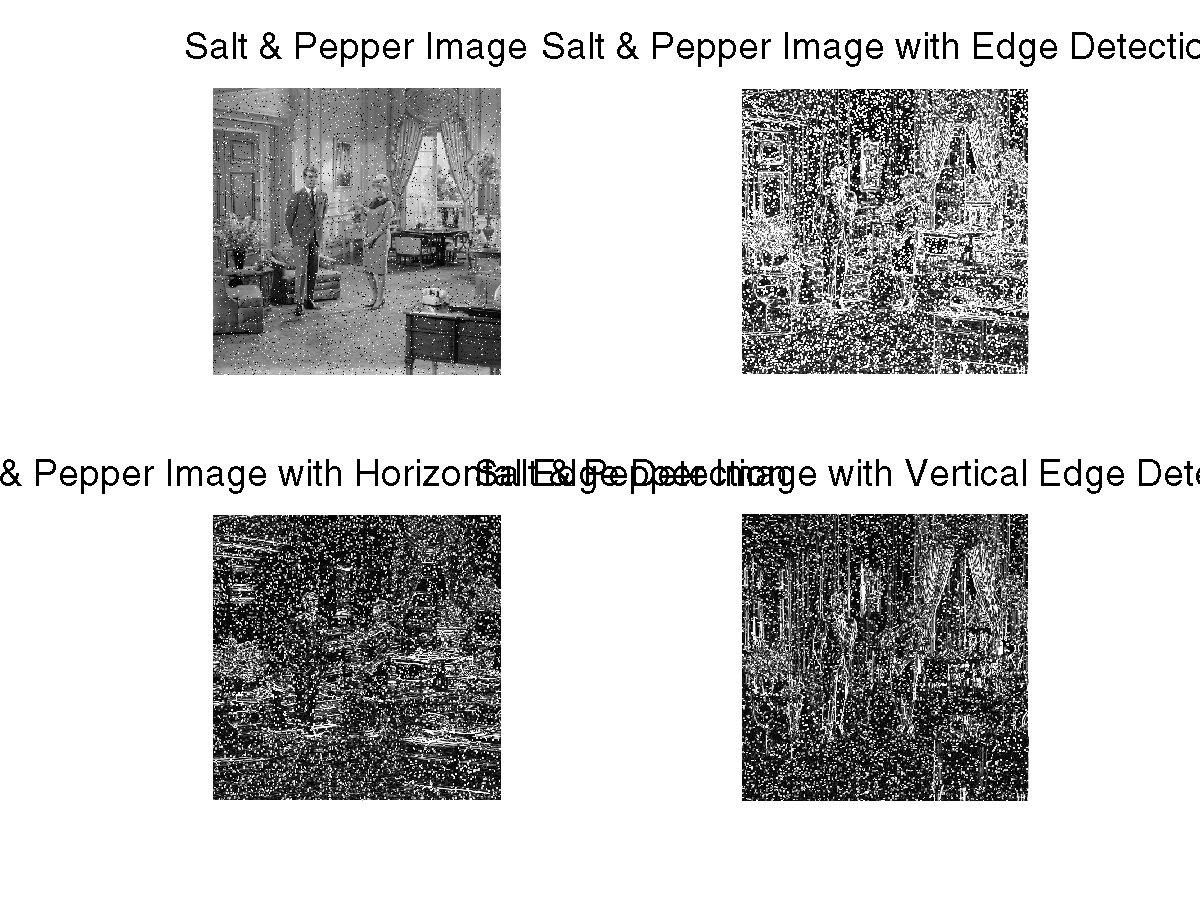 Salt & Pepper Image
Salt & Pepper Image with Edge Detectio
& Pepper Image with Horizontal Edge Detection
Salt & Pepper Image with Vertical Edge Dete